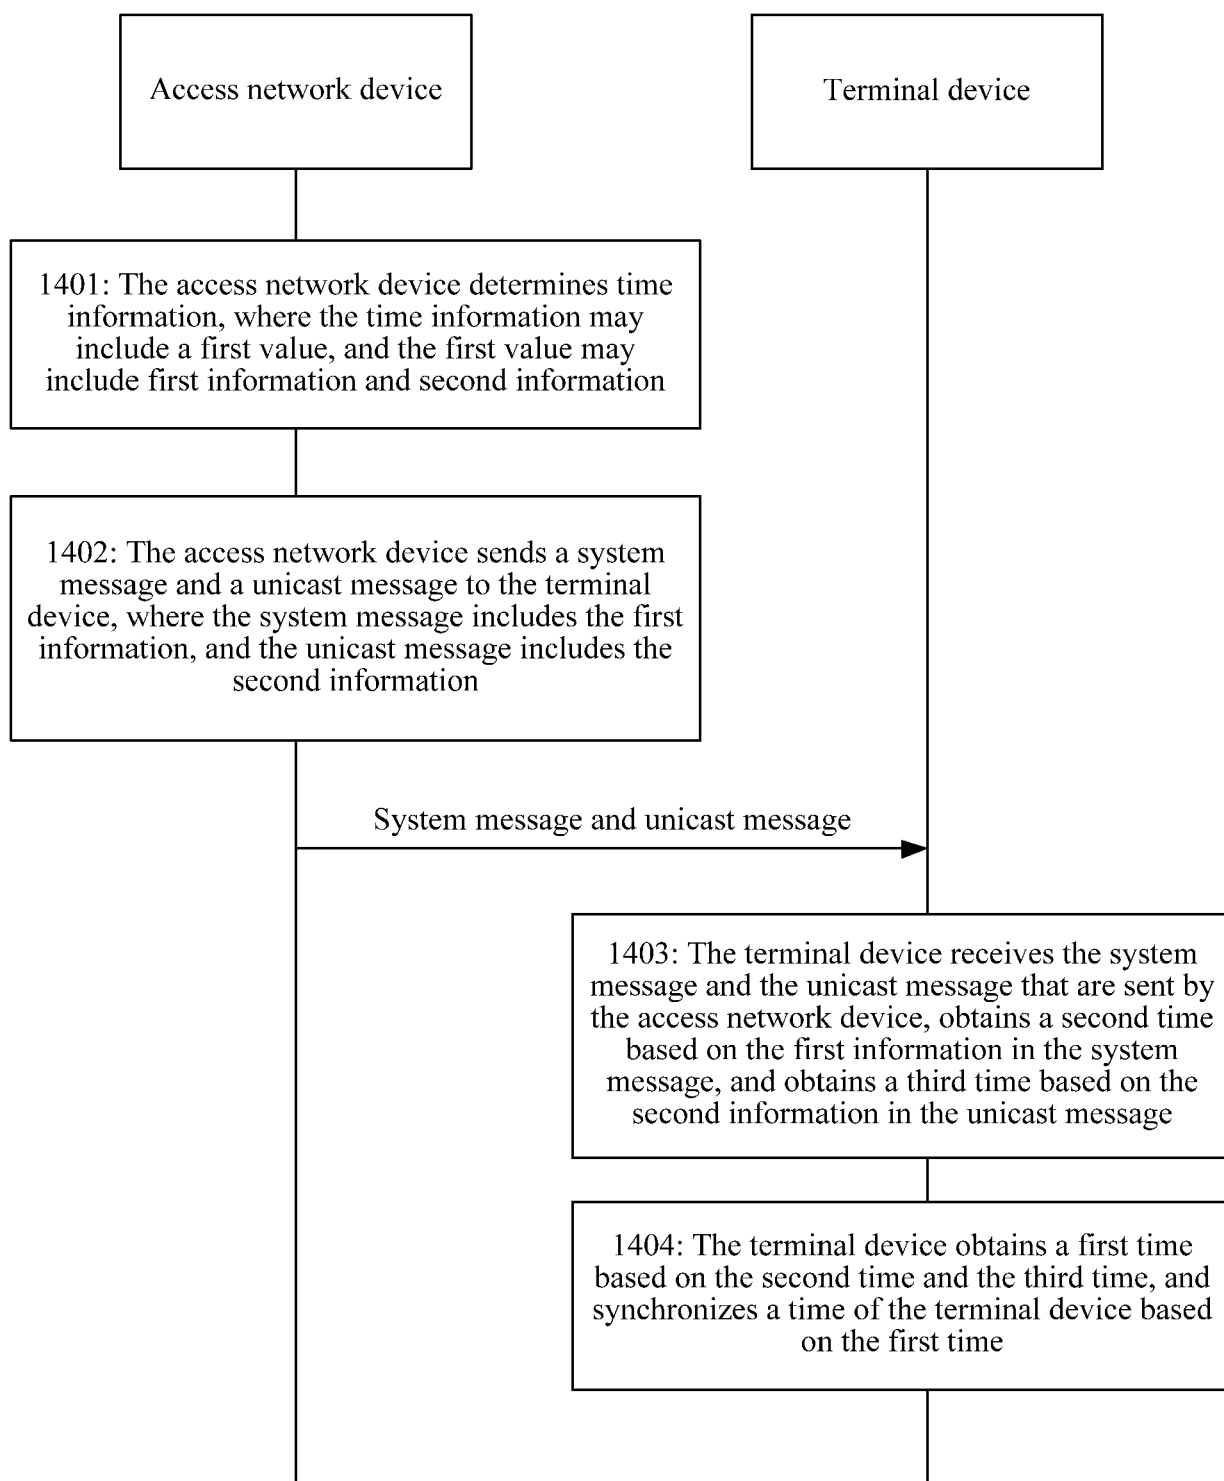 Access network device
Terminal device
1401: The access network device determines time
information, where the time information may
include a first value, and the first value may
include first information and second information
1402: The access network device sends a system
message and a unicast message to the terminal
device, where the system message includes the first
information, and the unicast message includes the
second information
System message and unicast message
1403: The terminal device receives the system
message and the unicast message that are sent by
the access network device, obtains a second time
based on the first information in the system
message, and obtains a third time based on the
second information in the unicast message
1404: The terminal device obtains a first time
based on the second time and the third time, and
synchronizes a time of the terminal device based
on the first time